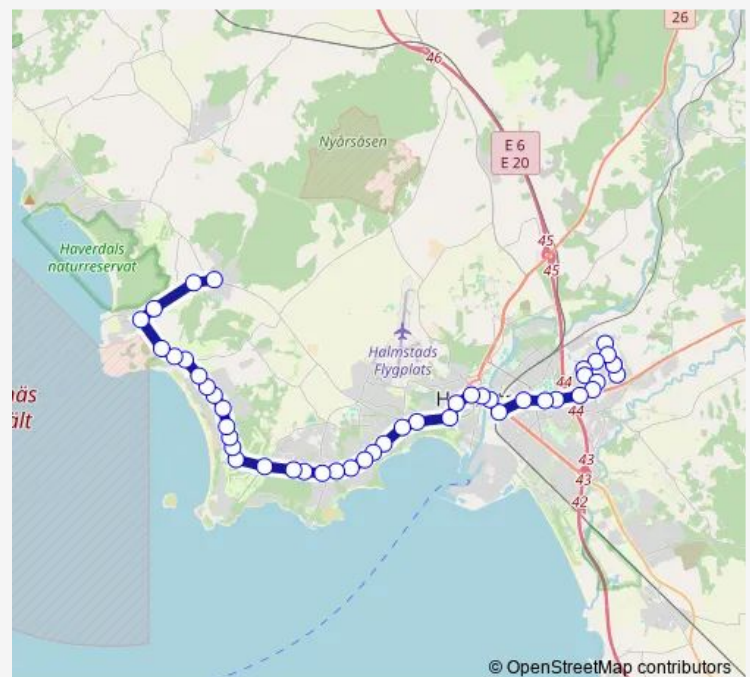 26
46
Nyårsåsen
E 6
E 20
45
45
Haverdals
naturreservat
Halmstads
Flygplats
näs
ält
H
44
44
43
43
42
© OpenStreetMap contributors